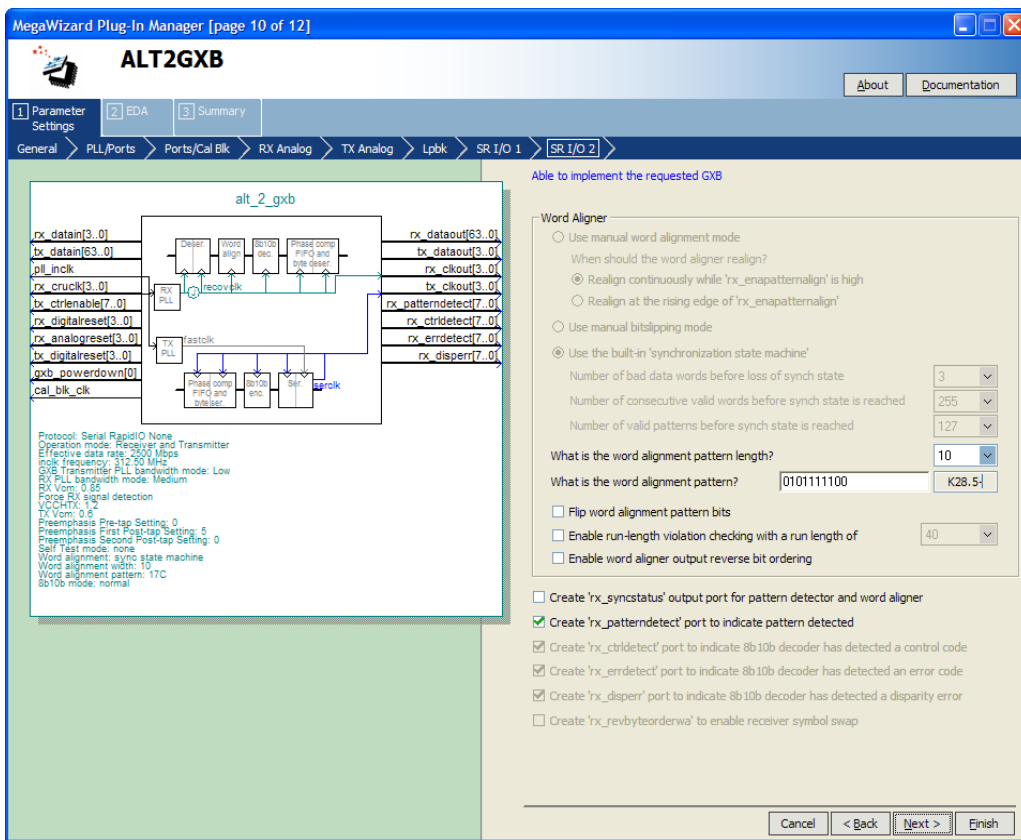 MegaWizard Plug-In Manager [page 10 of 12]
ALT2GXB
About
Documentation
1 Parameter Settings
2 EDA
3 Summary
General
PLL/Ports
Ports/Cal Blk
RX Analog
TX Analog
Lpbk
SR I/O 1
SR I/O 2
alt_2_gxb
rx_datain[3..0]
tx_datain[63..0]
pll_inclk
rx_cruclk[3..0]
tx_ctrlenable[7..0]
rx_digitalreset[3..0]
rx_analogreset[3..0]
tx_digitalreset[3..0]
gxb_powerdown[0]
cal_blk_clk
Deser.
Word align
8b10b dec.
Phase comp FIFO and byte deser.
RX PLL
recovclk
TX PLL
fastclk
Phase comp FIFO and byte ser.
8b10b enc.
Ser.
serclk
rx_dataout[63..0]
tx_dataout[3..0]
rx_clkout[3..0]
tx_clkout[3..0]
rx_patterndetect[7..0]
rx_ctrldetect[7..0]
rx_errdetect[7..0]
rx_disperr[7..0]
Protocol: Serial RapidIO None
Operation mode: Receiver and Transmitter
Effective data rate: 2500 Mbps
inclk frequency: 312.50 MHz
GXB Transmitter PLL bandwidth mode: Low
RX PLL bandwidth mode: Medium
RX Vcm: 0.85
Force RX signal detection
VCCHTX: 1.2
TX Vcm: 0.6
Preemphasis Pre-tap Setting: 0
Preemphasis First Post-tap Setting: 5
Preemphasis Second Post-tap Setting: 0
Self Test mode: none
Word alignment: sync state machine
Word alignment width: 10
Word alignment pattern: 17C
8b10b mode: normal
Able to implement the requested GXB
Word Aligner
Use manual word alignment mode
When should the word aligner realign?
Realign continuously while 'rx_enapatternalign' is high
Realign at the rising edge of 'rx_enapatternalign'
Use manual bitslipping mode
Use the built-in 'synchronization state machine'
Number of bad data words before loss of synch state 3
Number of consecutive valid words before synch state is reached 255
Number of valid patterns before synch state is reached 127
What is the word alignment pattern length? 10
What is the word alignment pattern? 0101111100 K28.5-
Flip word alignment pattern bits
Enable run-length violation checking with a run length of 40
Enable word aligner output reverse bit ordering
Create 'rx_syncstatus' output port for pattern detector and word aligner
Create 'rx_patterndetect' port to indicate pattern detected
Create 'rx_ctrldetect' port to indicate 8b10b decoder has detected a control code
Create 'rx_errdetect' port to indicate 8b10b decoder has detected an error code
Create 'rx_disperr' port to indicate 8b10b decoder has detected a disparity error
Create 'rx_revbyteorderwa' to enable receiver symbol swap
Cancel
< Back
Next >
Finish